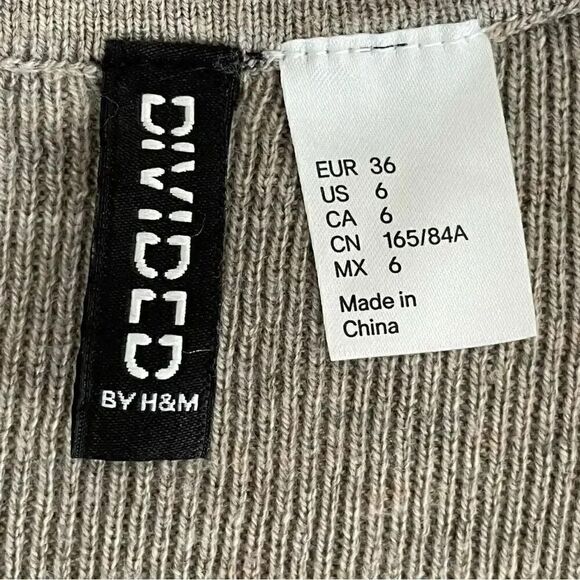 DIVIDED
BY H&M
EUR 36
US 6
CA 6
CN 165/84A
MX 6
Made in
China